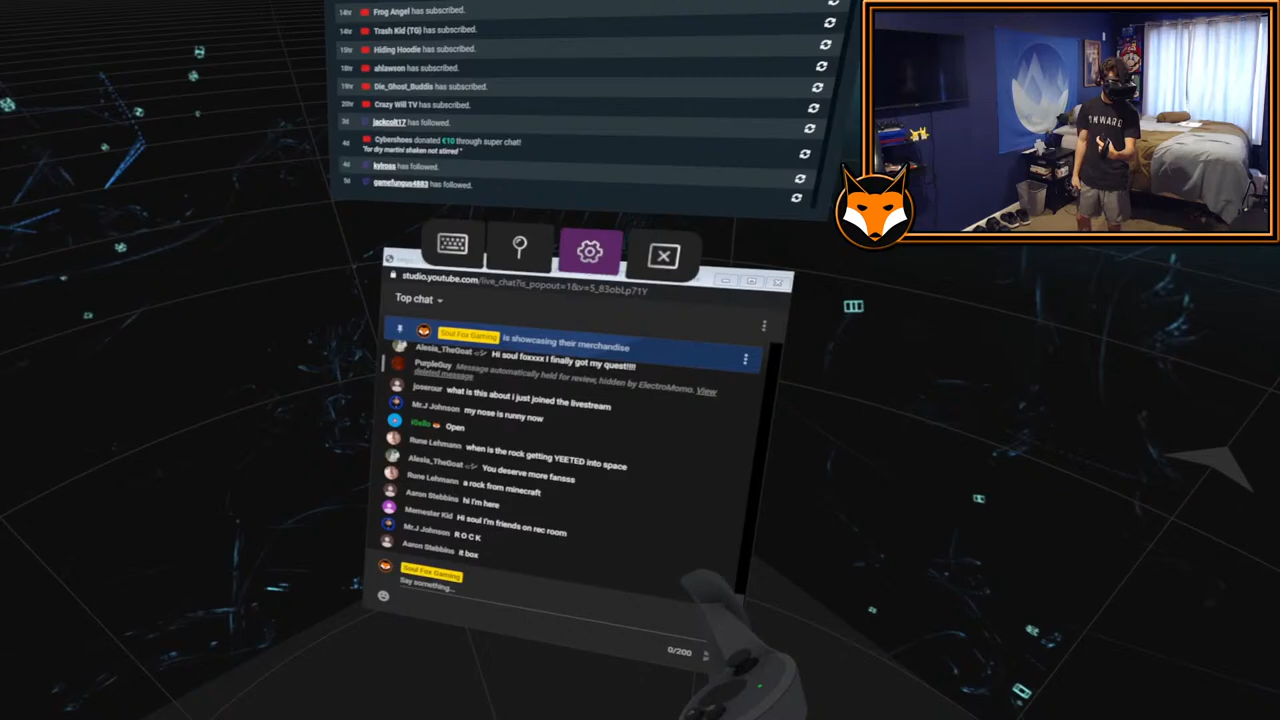 14hr Frog Angel has subscribed.
14hr Trash Kid (TG) has subscribed.
15hr Hiding Hoodie has subscribed.
18hr ahlawson has subscribed.
19hr Die_Ghost_Buddis has subscribed.
20hr Crazy Will TV has subscribed.
3d jackcolt17 has followed.
4d Cybershoes donated €10 through super chat!
"for dry martini shaken not stirred "
4d kylross has followed.
5d gamefungus4883 has followed.
ONWARD
studio.youtube.com/live_chat?is_popout=1&v=5_83obLp71Y
Top chat
Soul Fox Gaming is showcasing their merchandise
Alesia_TheGoat Hi soul foxxxx I finally got my quest!!!!
PurpleGuy Message automatically held for review, hidden by ElectroMomo. View
deleted message
joosrour what is this about i just joined the livestream
Mr.J Johnson my nose is runny now
Open
Rune Lehmann when is the rock getting YEETED into space
Alesia_TheGoat You deserve more fansss
Rune Lehmann a rock from minecraft
Aaron Stebbins hi I'm here
Memester Kid Hi soul I'm friends on rec room
Mr.J Johnson R O C K
Aaron Stebbins it box
Soul Fox Gaming
Say something...
0/200